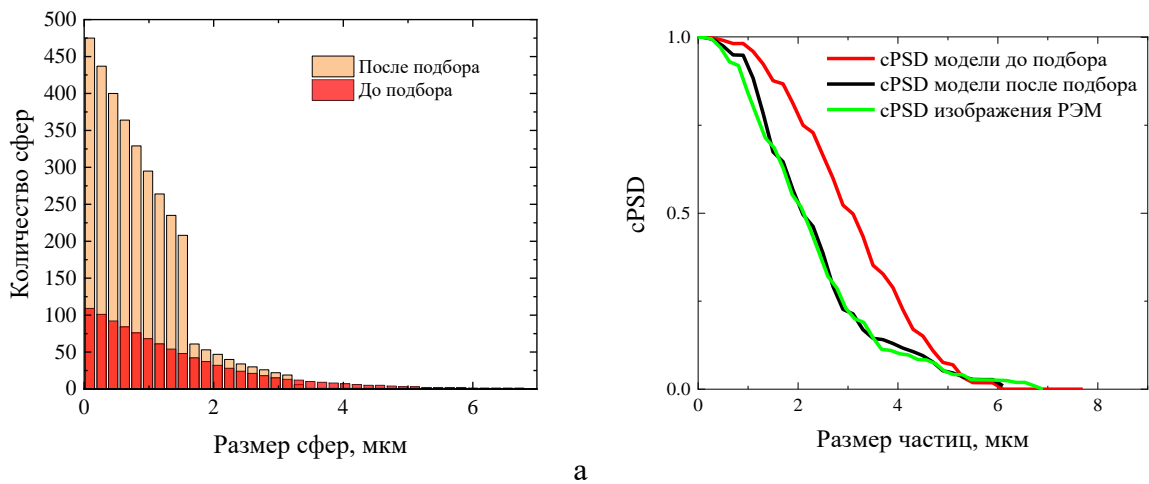 500
450
400
350
300
250
200
150
100
50
0
Количество сфер
После подбора
До подбора
0
2
4
6
Размер сфер, мкм
1.0
0.5
0.0
cPSD
cPSD модели до подбора
cPSD модели после подбора
cPSD изображения РЭМ
0
2
4
6
8
Размер частиц, мкм
а